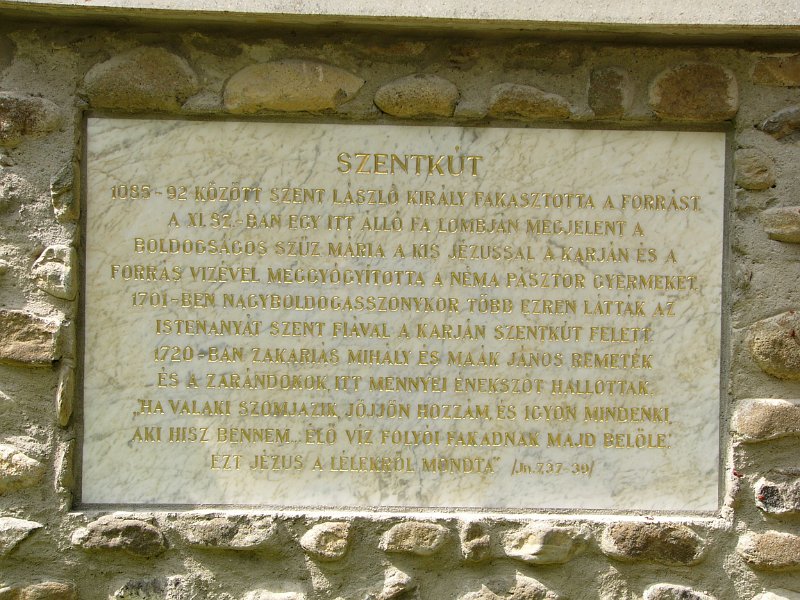 SZENTKÚT
1085-92 KÖZÖTT SZENT LÁSZLÓ KIRÁLY FAKASZTOTTA A FORRÁST.
A XI. SZ.-BAN EGY ITT ÁLLÓ FA LOMBJÁN MEGJELENT A
BOLDOGSÁGOS SZŰZ MÁRIA A KIS JÉZUSSAL A KARJÁN ÉS A
FORRÁS VIZÉVEL MEGGYÓGYÍTOTTA A NÉMA PÁSZTOR GYERMEKET.
1701-BEN NAGYBOLDOGASSZONYKOR TÖBB EZREN LÁTTÁK AZ
ISTENANYÁT SZENT FIÁVAL A KARJÁN SZENTKÚT FELETT.
1720-BAN ZAKARIÁS MIHÁLY ÉS MAÁK JÁNOS REMETÉK
ÉS A ZARÁNDOKOK ITT MENNYEI ÉNEKSZÓT HALLOTTAK.
„HA VALAKI SZOMJAZIK, JÖJJÖN HOZZÁM, ÉS IGYON MINDENKI,
AKI HISZ BENNEM„ ÉLŐ VÍZ FOLYÓI FAKADNAK MAJD BELŐLE„.
EZT JÉZUS A LÉLEKRŐL MONDTA" /Jn. 7.37-39/